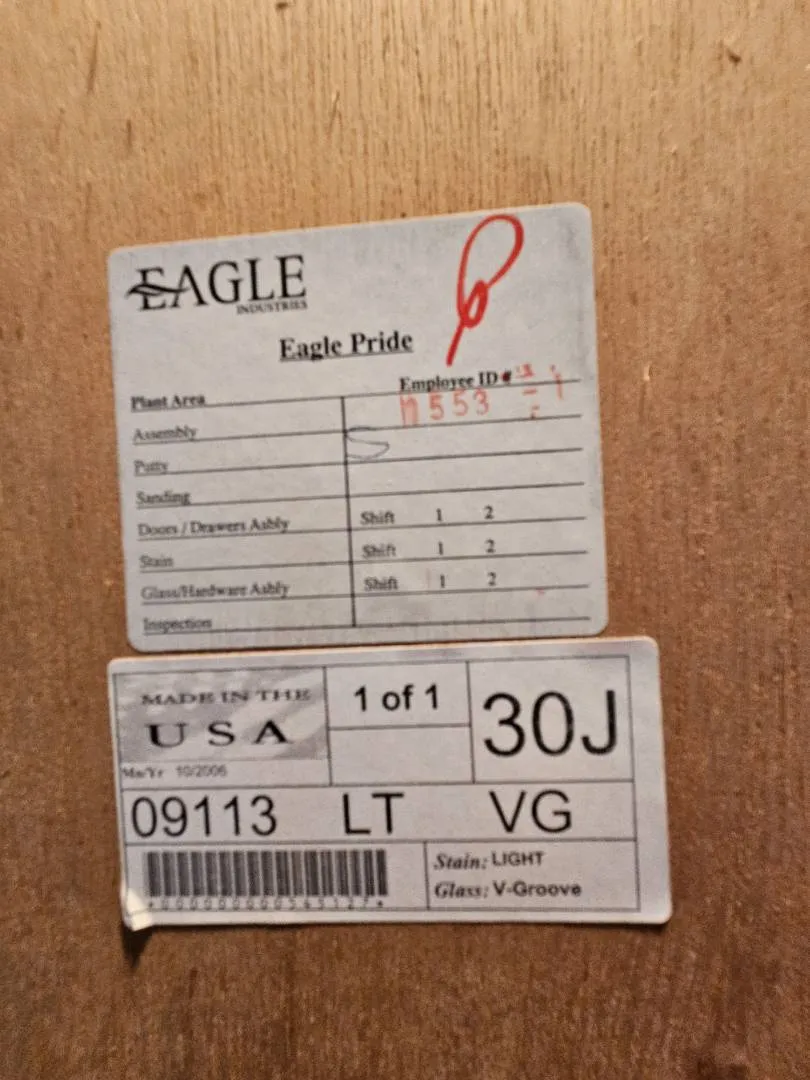 EAGLE
INDUSTRIES
Eagle Pride
Plant Area Employee ID
Assembly 553
Putty
Sanding
Doors / Drawers Asbly Shift 1 2
Stain Shift 1 2
Glass/Hardware Asbly Shift 1 2
Inspection
MADE IN THE
USA
1 of 1
30J
Mo/Yr 10/2006
09113 LT VG
Stain: LIGHT
Glass: V-Groove